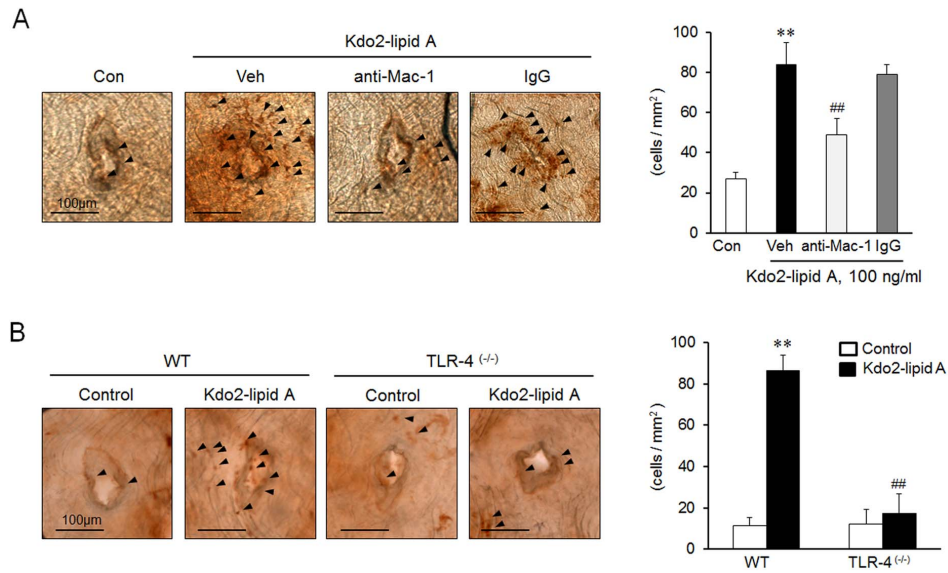 A
Kdo2-lipid A
Con Veh anti-Mac-1 IgG
100μm
(cells / mm²)
100
80
60
40
20
0
**
##
Con Veh anti-Mac-1 IgG
Kdo2-lipid A, 100 ng/ml
B
WT TLR-4 (-/-)
Control Kdo2-lipid A Control Kdo2-lipid A
100μm
(cells / mm²)
100
80
60
40
20
0
**
##
Control
Kdo2-lipid A
WT TLR-4 (-/-)